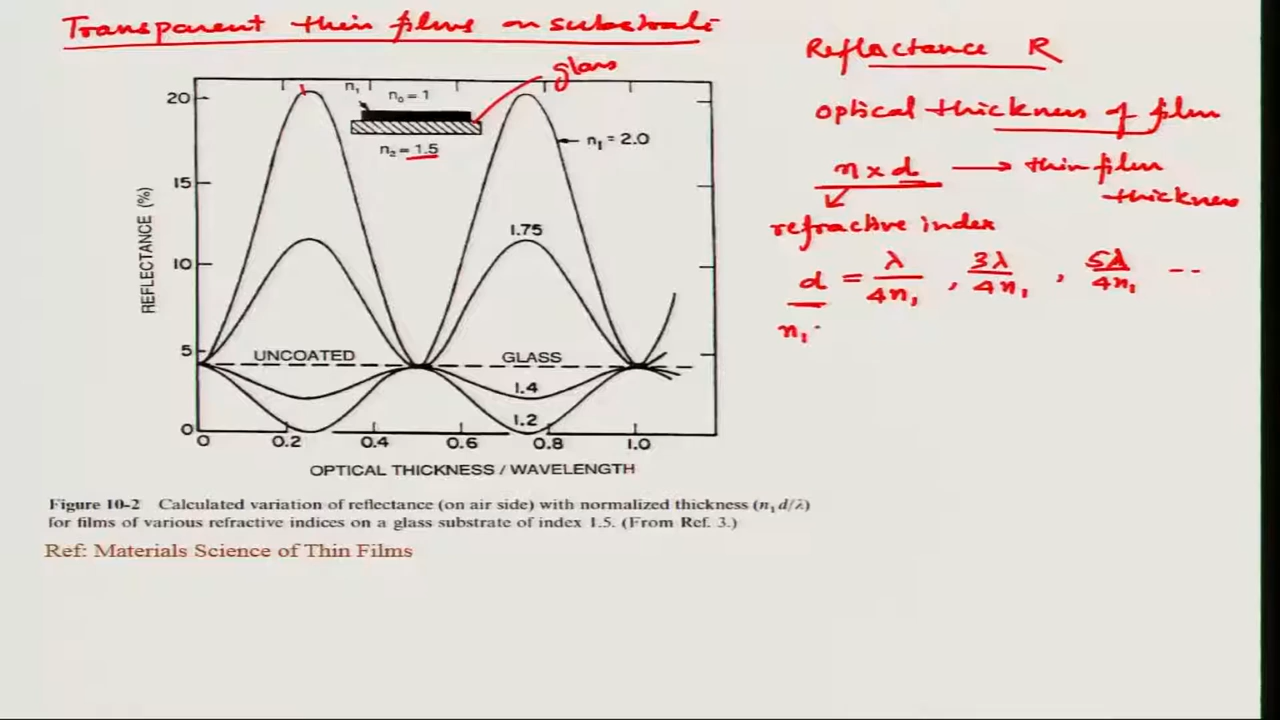 Transparent thin films on substrate
REFLECTANCE (%)
20
15
10
5
0
n₁ n₀ = 1
glass
n₂ = 1.5
n₁ = 2.0
1.75
UNCOATED GLASS
1.4
1.2
0 0.2 0.4 0.6 0.8 1.0
OPTICAL THICKNESS / WAVELENGTH
Figure 10-2 Calculated variation of reflectance (on air side) with normalized thickness (n₁d/λ)
for films of various refractive indices on a glass substrate of index 1.5. (From Ref. 3.)
Ref: Materials Science of Thin Films
Reflactance R
optical thickness of film
n x d → thin film
thickness
refractive index
d = λ/4n₁ , 3λ/4n₁ , 5λ/4n₁ --
n₁